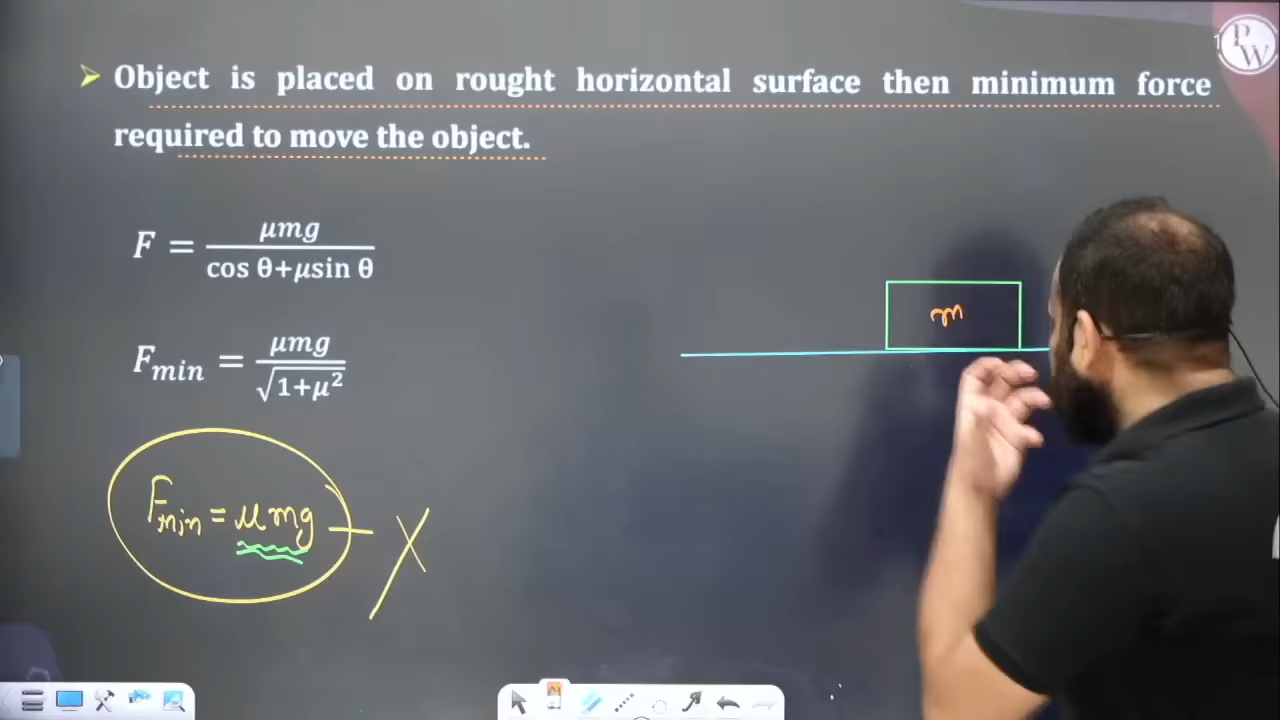 ➤ Object is placed on rought horizontal surface then minimum force
required to move the object.
F = μmg / cos θ+μsin θ
F_min = μmg / √1+μ²
F_min = μmg
m
PW